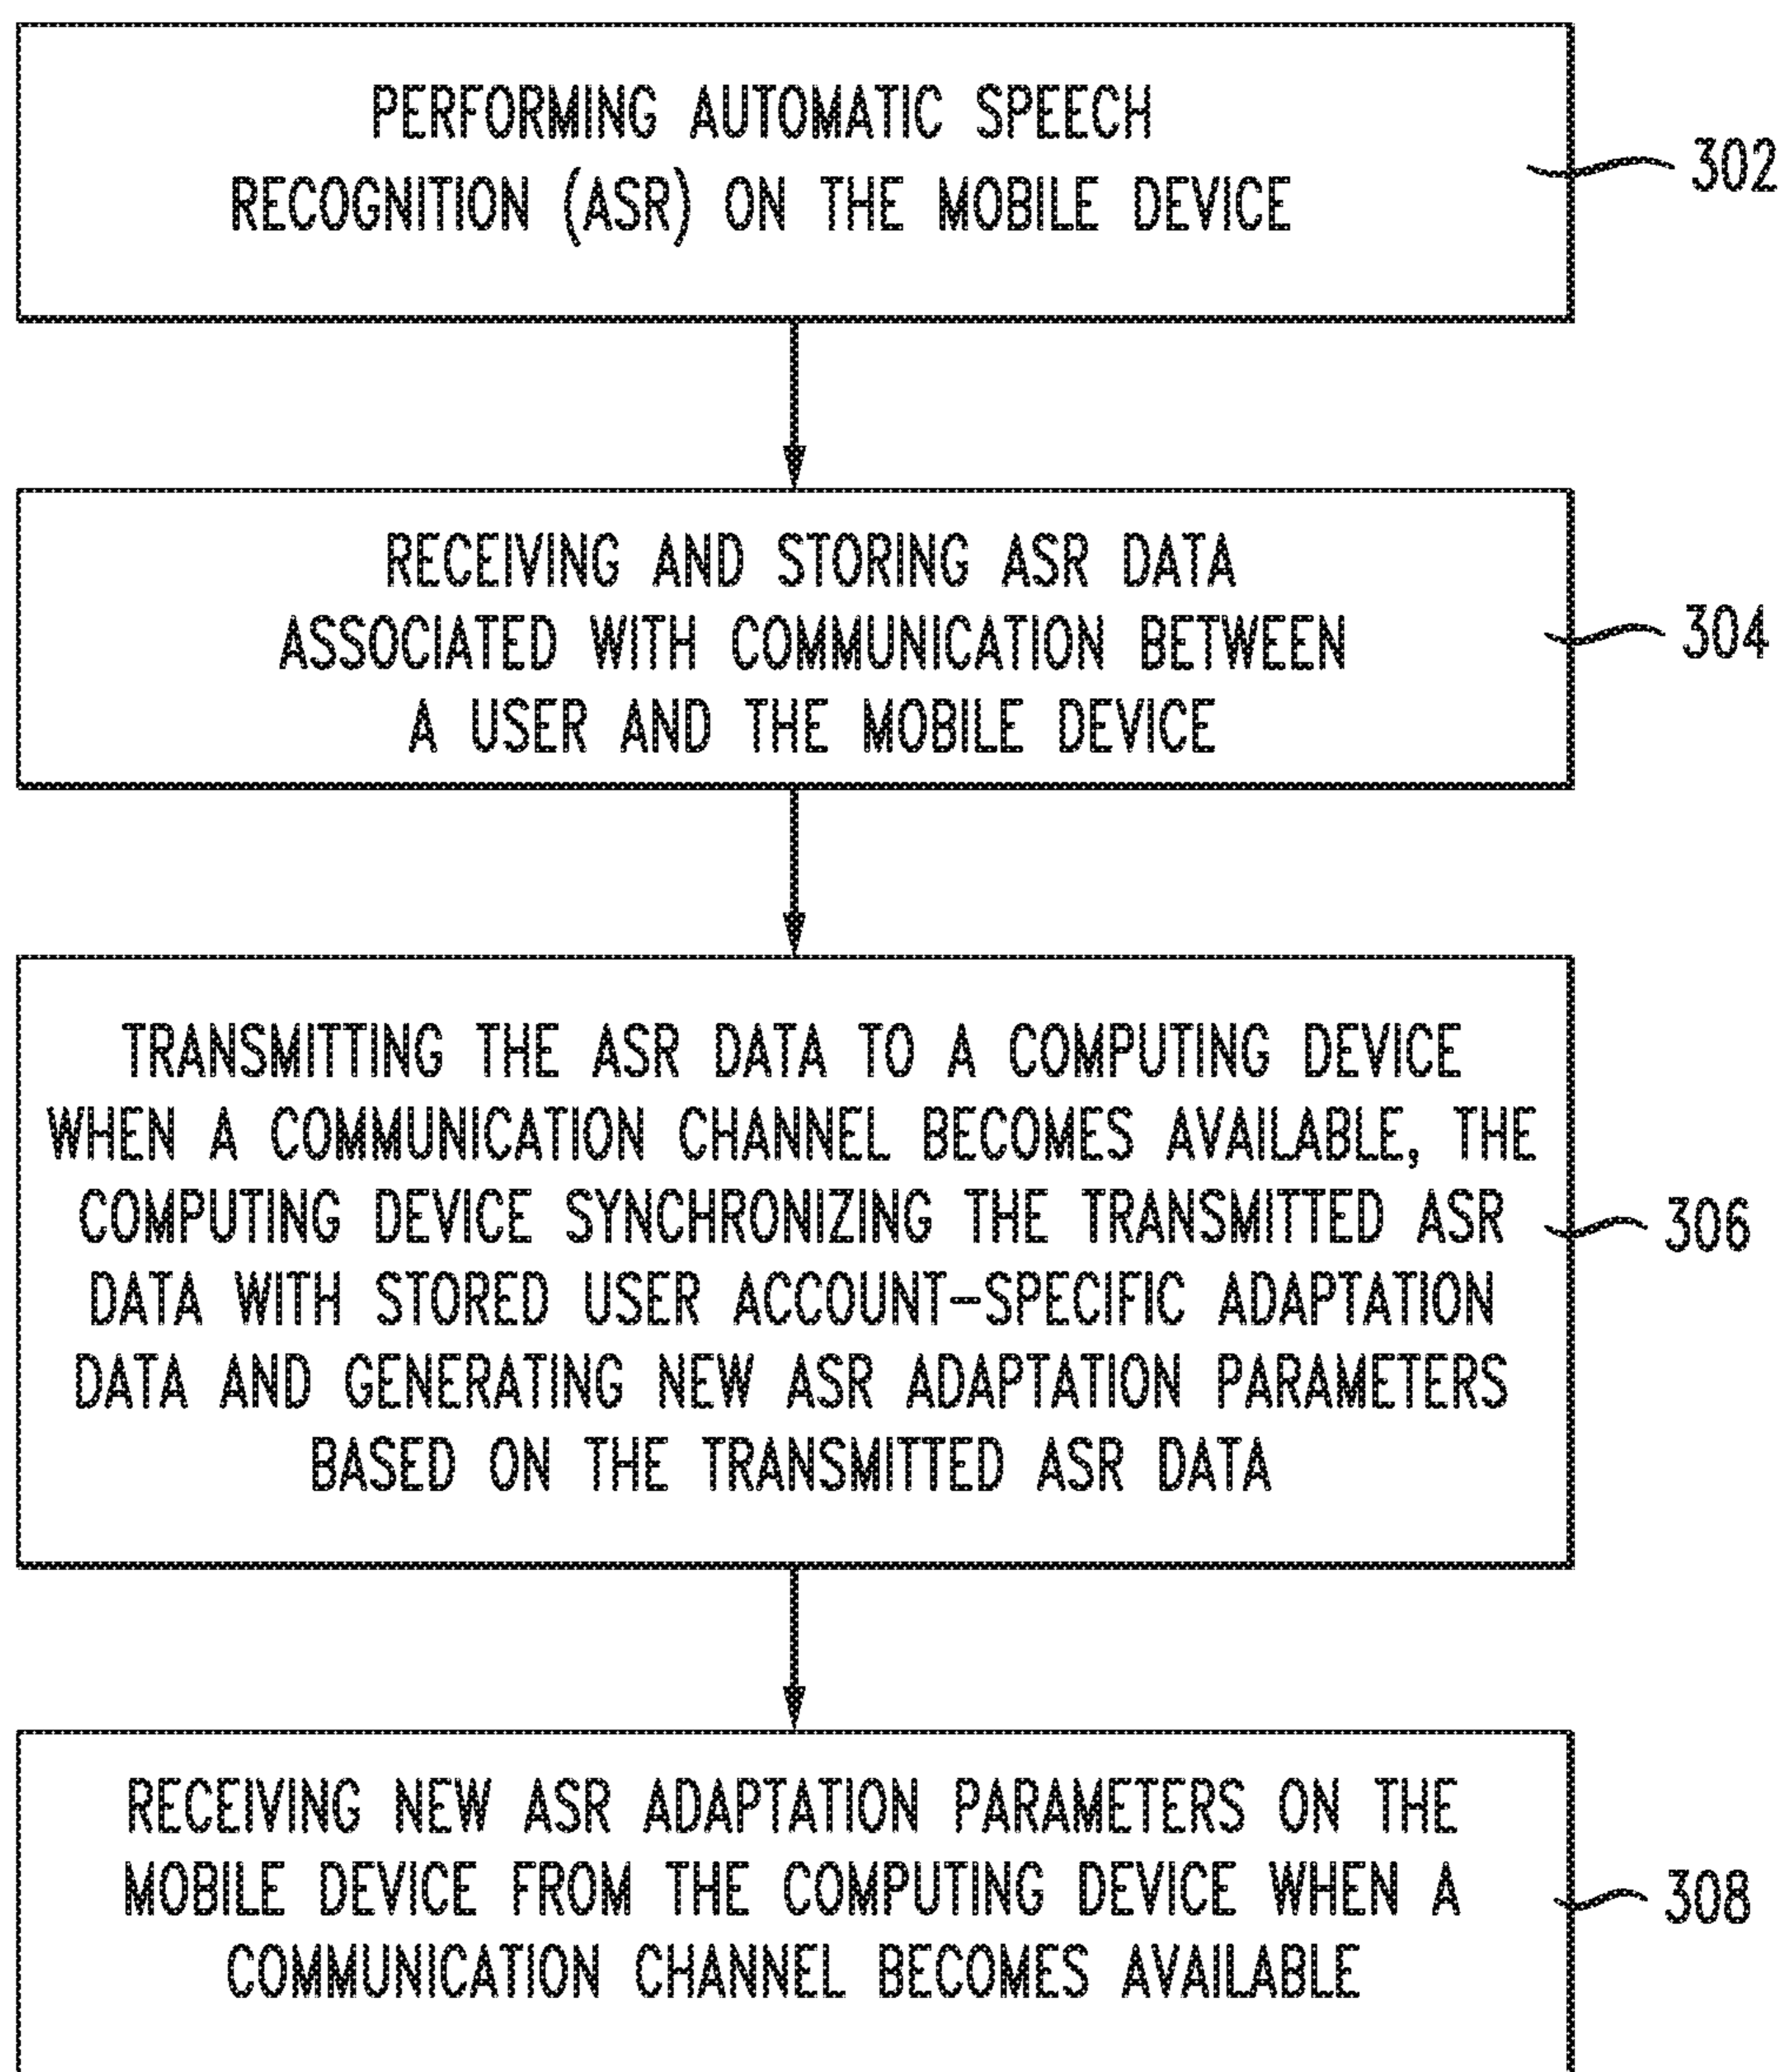 PERFORMING AUTOMATIC SPEECH
RECOGNITION (ASR) ON THE MOBILE DEVICE
302
RECEIVING AND STORING ASR DATA
ASSOCIATED WITH COMMUNICATION BETWEEN
A USER AND THE MOBILE DEVICE
304
TRANSMITTING THE ASR DATA TO A COMPUTING DEVICE
WHEN A COMMUNICATION CHANNEL BECOMES AVAILABLE, THE
COMPUTING DEVICE SYNCHRONIZING THE TRANSMITTED ASR
DATA WITH STORED USER ACCOUNT-SPECIFIC ADAPTATION
DATA AND GENERATING NEW ASR ADAPTATION PARAMETERS
BASED ON THE TRANSMITTED ASR DATA
306
RECEIVING NEW ASR ADAPTATION PARAMETERS ON THE
MOBILE DEVICE FROM THE COMPUTING DEVICE WHEN A
COMMUNICATION CHANNEL BECOMES AVAILABLE
308